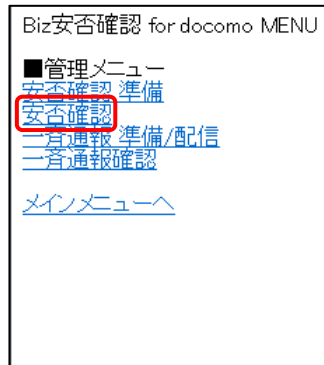 Biz安否確認 for docomo MENU
■管理メニュー
安否確認 準備
安否確認
一斉通報 準備/配信
一斉通報確認
メインメニューへ